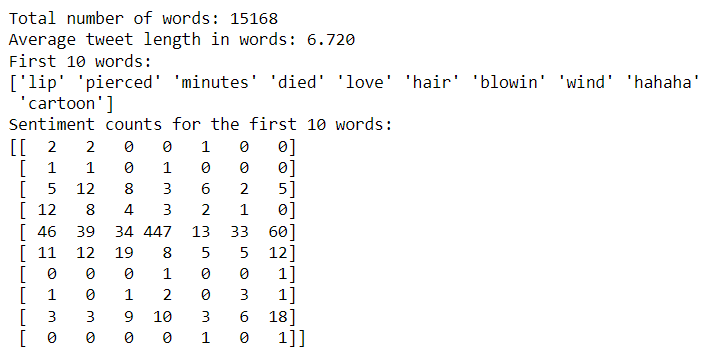 Total number of words: 15168
Average tweet length in words: 6.720
First 10 words:
['lip' 'pierced' 'minutes' 'died' 'love' 'hair' 'blowin' 'wind' 'hahaha'
 'cartoon']
Sentiment counts for the first 10 words:
[[  2   2   0   0   1   0   0]
 [  1   1   0   1   0   0   0]
 [  5  12   8   3   6   2   5]
 [ 12   8   4   3   2   1   0]
 [ 46  39  34 447  13  33  60]
 [ 11  12  19   8   5   5  12]
 [  0   0   0   1   0   0   1]
 [  1   0   1   2   0   3   1]
 [  3   3   9  10   3   6  18]
 [  0   0   0   0   1   0   1]]